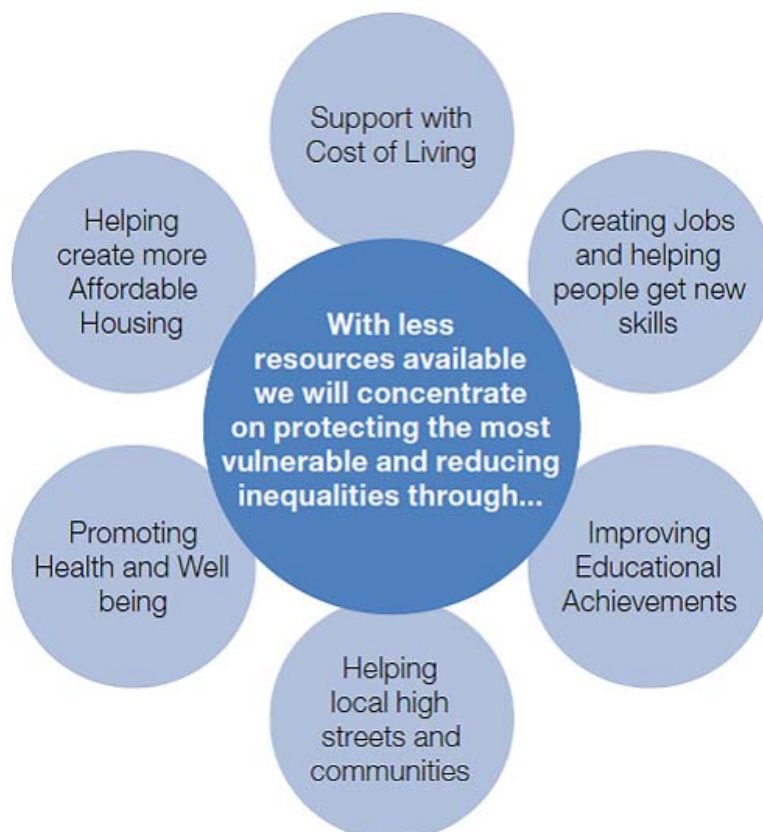 Support with
Cost of Living
Creating Jobs
and helping
people get new
skills
Improving
Educational
Achievements
Helping
local high
streets and
communities
Promoting
Health and Well
being
Helping
create more
Affordable
Housing
With less
resources available
we will concentrate
on protecting the most
vulnerable and reducing
inequalities through...